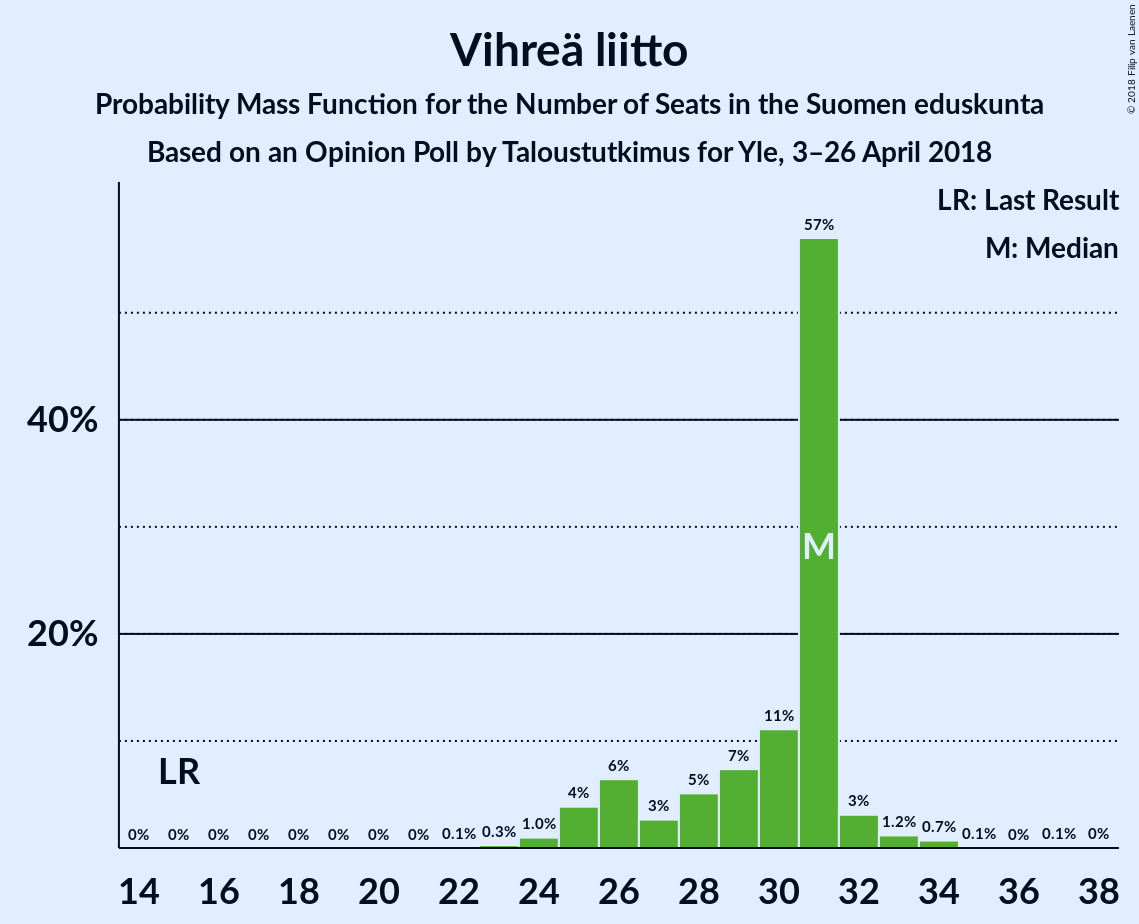 Vihreä liitto
Probability Mass Function for the Number of Seats in the Suomen eduskunta
Based on an Opinion Poll by Taloustutkimus for Yle, 3–26 April 2018
© 2018 Filip van Laenen
LR: Last Result
M: Median
57%
40%
M
20%
11%
LR
7%
6%
5%
4%
3%
3%
0% 0% 0% 0% 0% 0% 0% 0% 0.1% 0.3% 1.0% 1.2% 0.7% 0.1% 0% 0.1% 0%
14 16 18 20 22 24 26 28 30 32 34 36 38